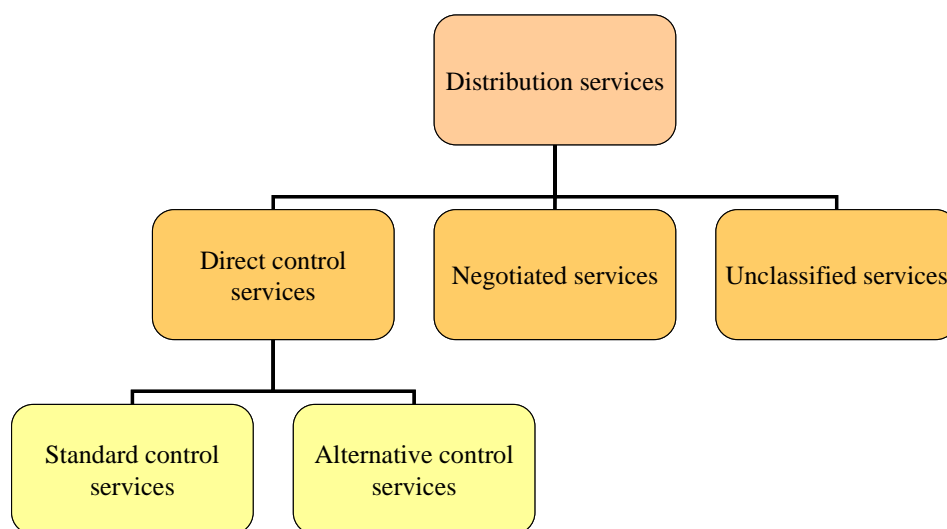 Distribution services
Direct control
services
Negotiated services
Unclassified services
Standard control
services
Alternative control
services